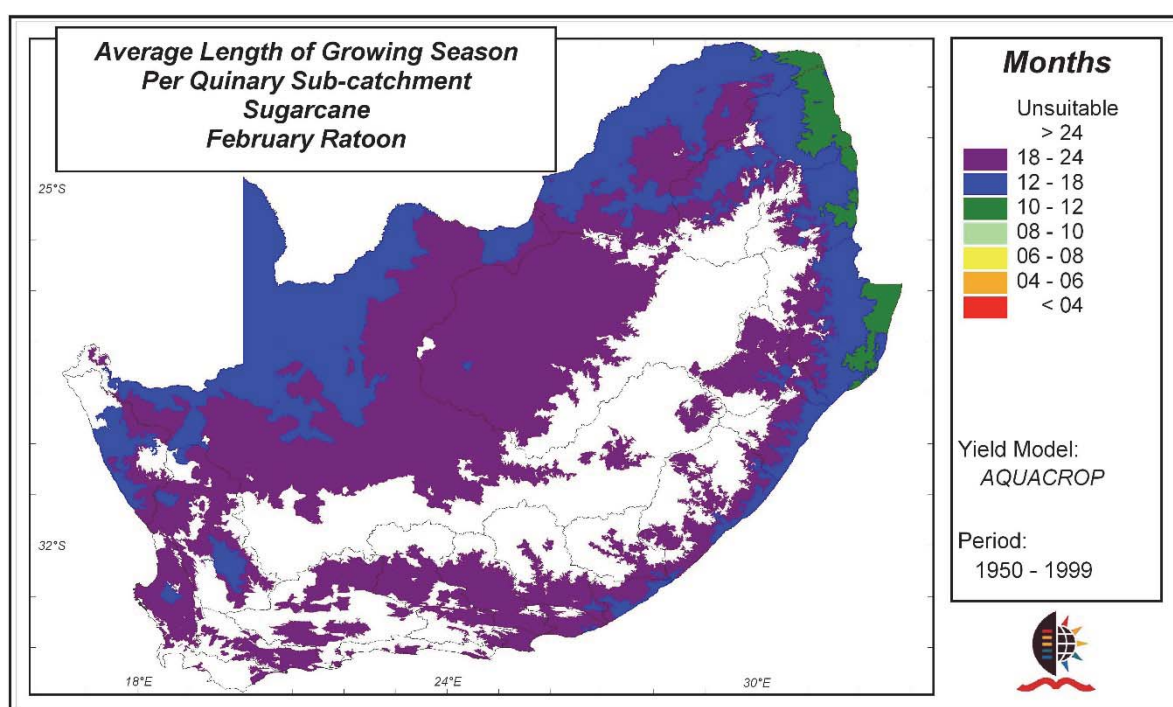 Average Length of Growing Season
Per Quinary Sub-catchment
Sugarcane
February Ratoon
25°S
32°S
18°E
24°E
30°E
Months
Unsuitable
> 24
18 - 24
12 - 18
10 - 12
08 - 10
06 - 08
04 - 06
< 04
Yield Model:
AQUACROP
Period:
1950 - 1999